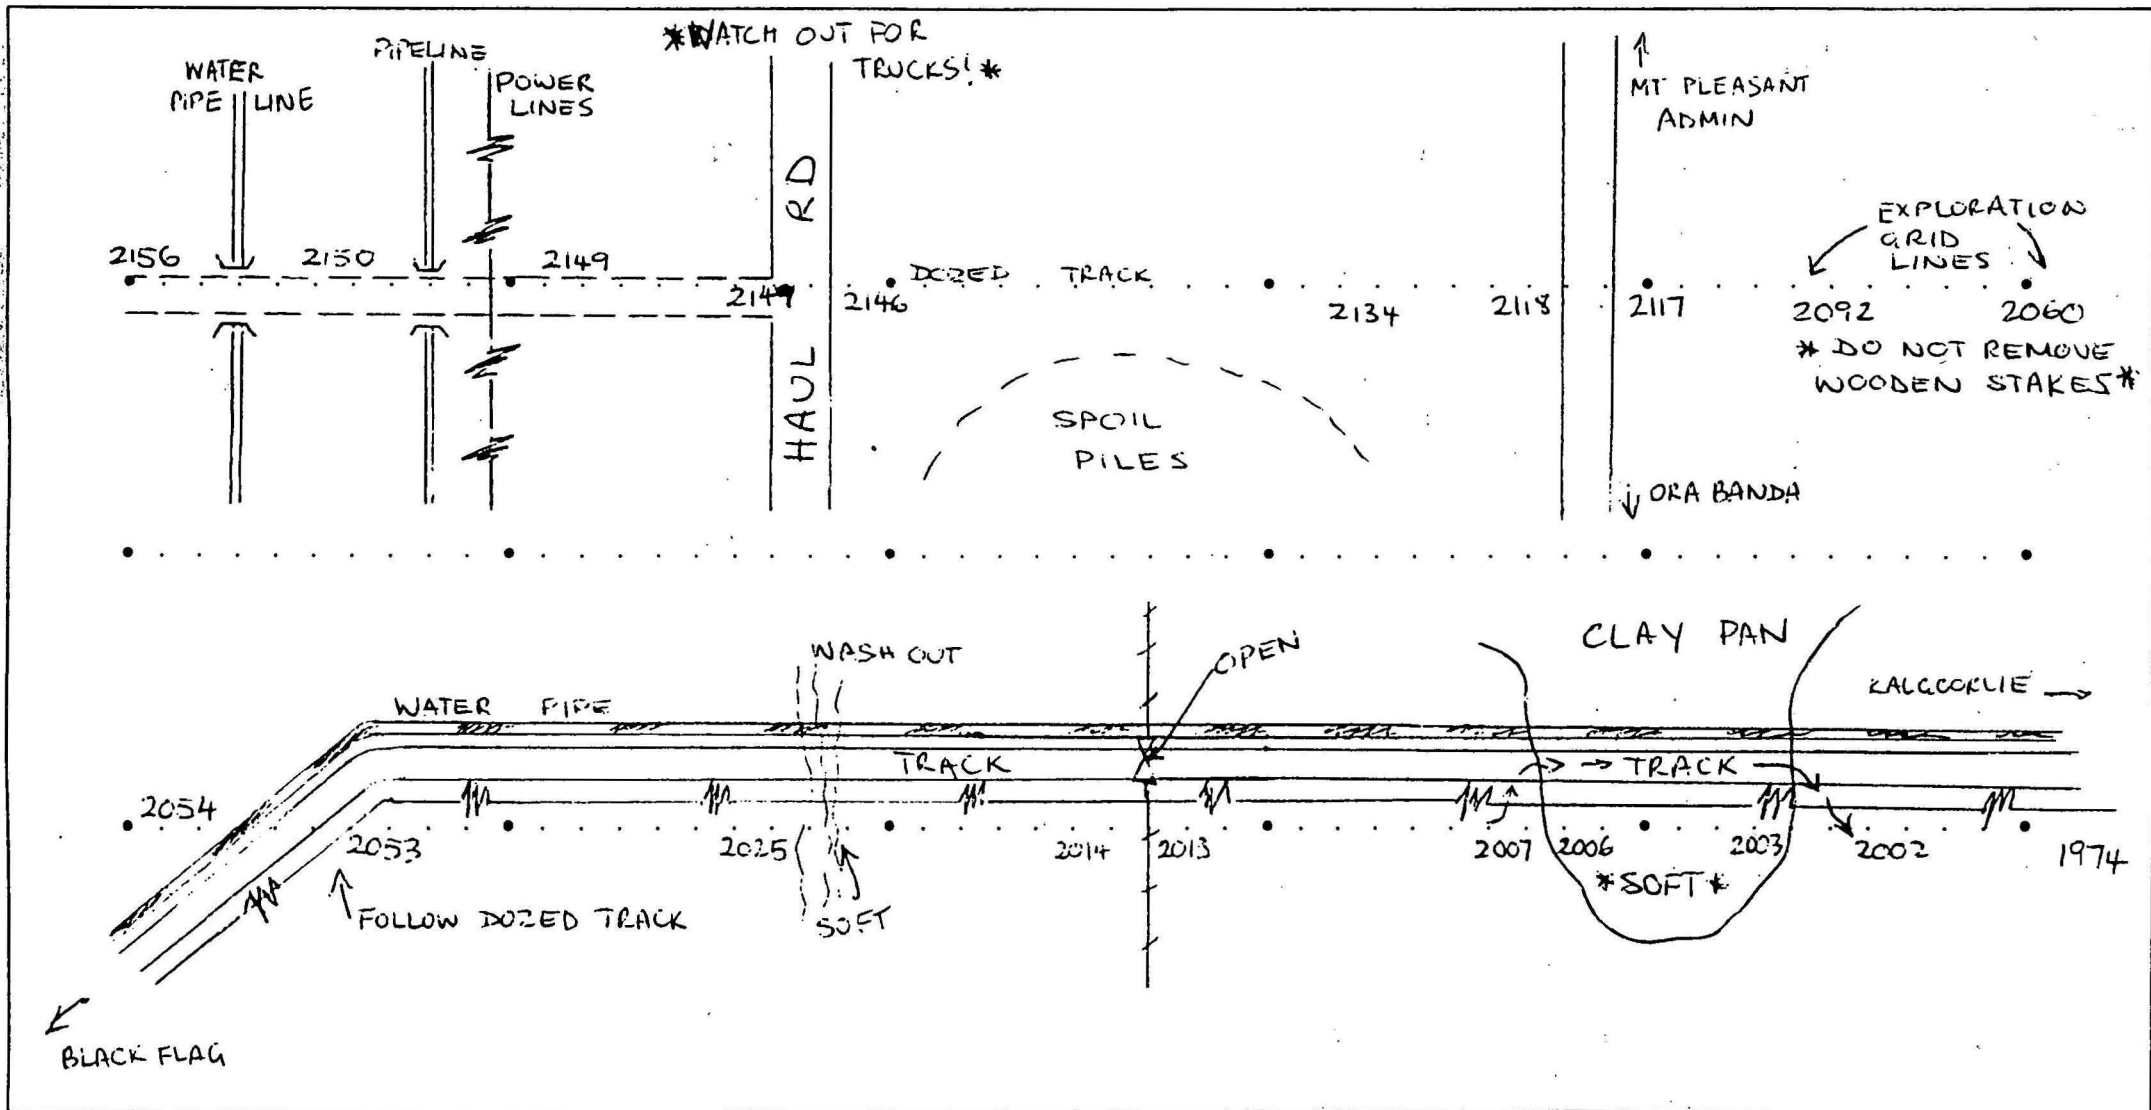 *WATCH OUT FOR
TRUCKS! *
WATER
PIPE LINE
PIPELINE
POWER
LINES
HAUL RD
↑
MT PLEASANT
ADMIN
EXPLORATION
GRID
LINES
2156
2150
2149
2147
2146
DOZED TRACK
2134
2118
2117
2092
2060
* DO NOT REMOVE
WOODEN STAKES*
SPOIL
PILES
↓ ORA BANDA
WASH OUT
OPEN
CLAY PAN
KALGOORLIE →
WATER PIPE
TRACK
→ → TRACK
2054
2053
2025
2014
2013
2007
2006
2003
2002
1974
*SOFT*
FOLLOW DOZED TRACK
SOFT
BLACK FLAG